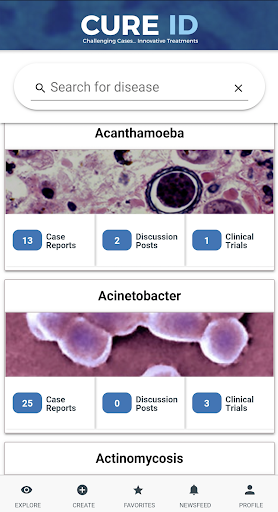 CURE ID
Challenging Cases.. Innovative Treatments
Search for disease
Acanthamoeba
13 Case Reports 2 Discussion Posts 1 Clinical Trials
Acinetobacter
25 Case Reports 0 Discussion Posts 3 Clinical Trials
Actinomycosis
EXPLORE CREATE FAVORITES NEWSFEED PROFILE